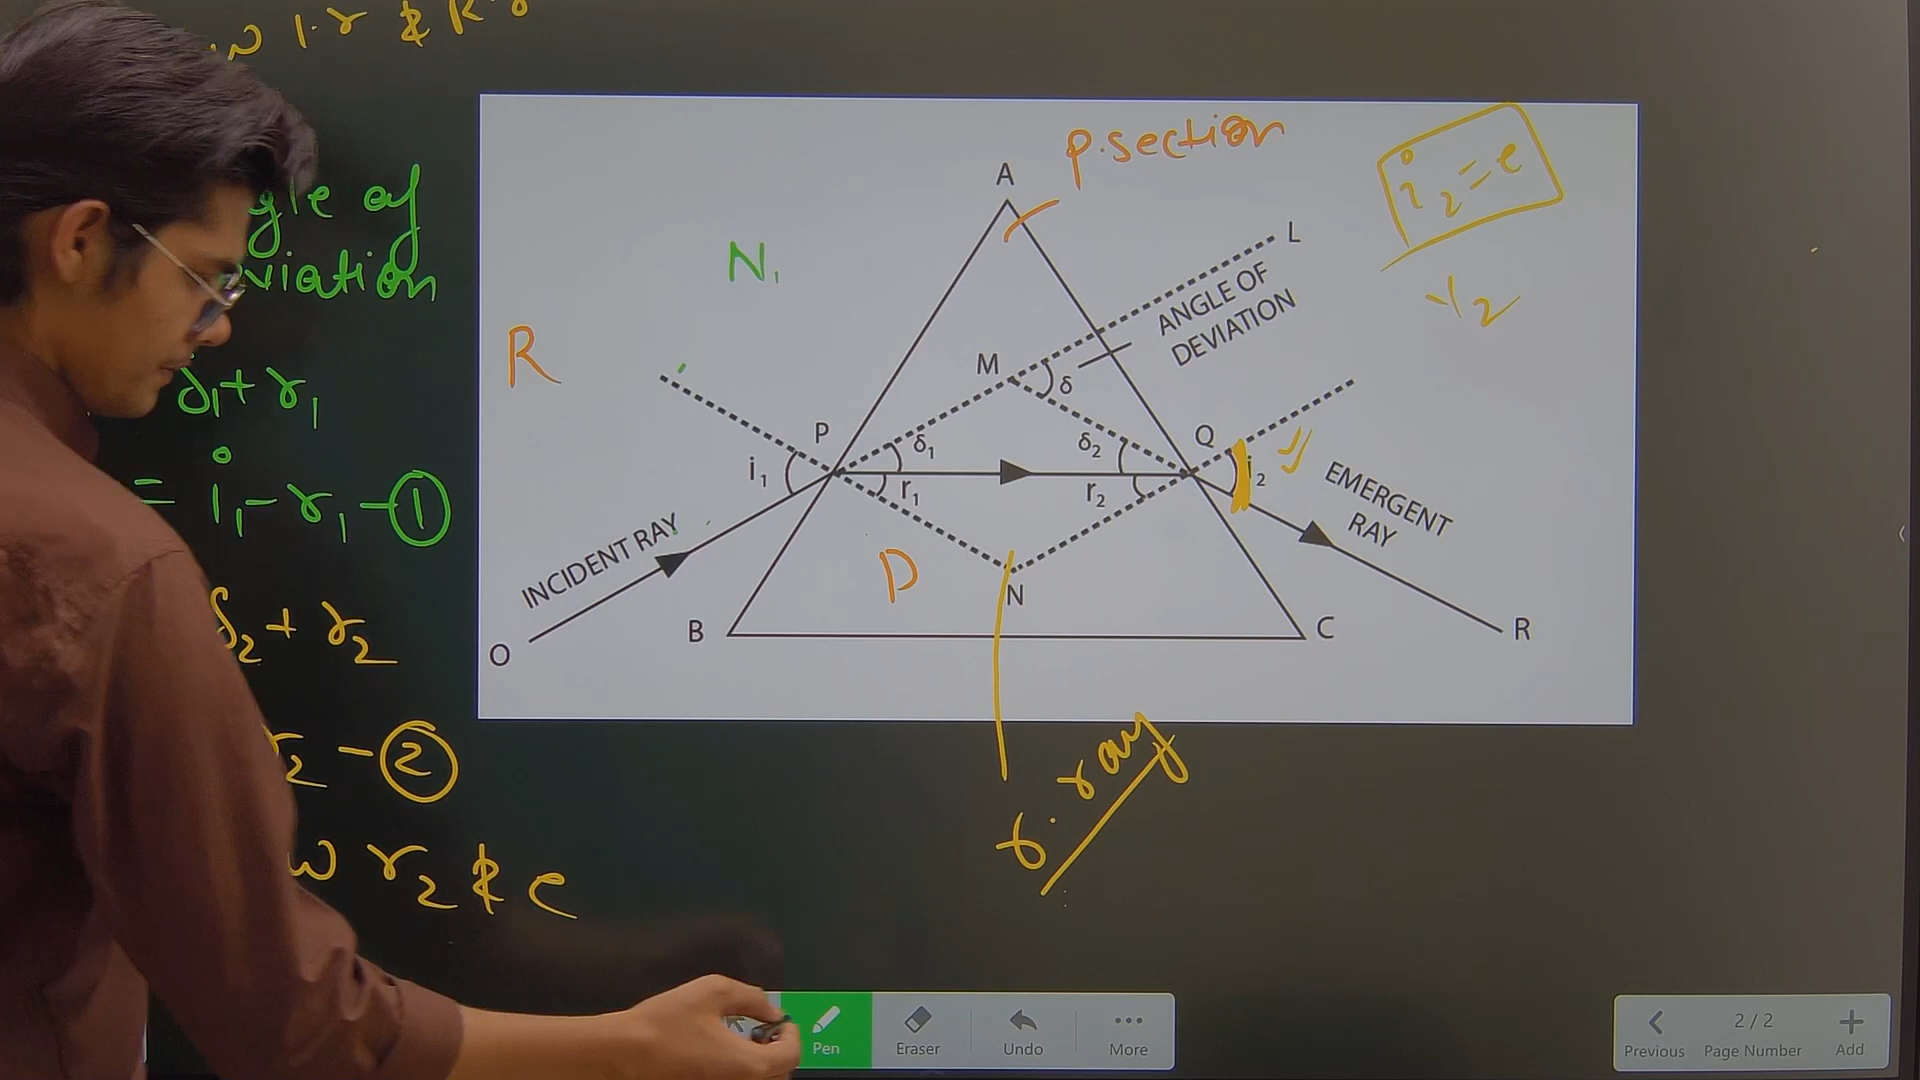 gle of
viation
δ1 + r1
= i1 - r1 - 1
δ2 + r2
r2 - 2
w r2 & e
A
P.section
i2 = e
N1
L
ANGLE OF
DEVIATION
R
M
δ
P
δ1
δ2
Q
i1
r1
r2
i2
EMERGENT
RAY
INCIDENT RAY
D
N
B
C
O
R
r. ray
Pen
Eraser
Undo
More
Previous
2 / 2
Page Number
Add